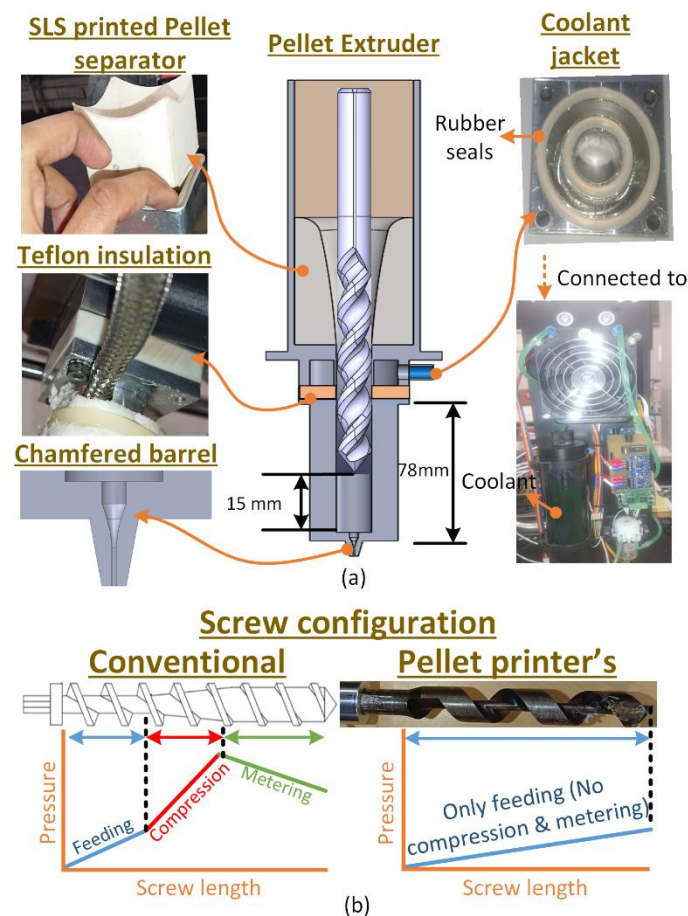 SLS printed Pellet
separator
Pellet Extruder
Coolant
jacket
Rubber
seals
Teflon insulation
Connected to
Chamfered barrel
15 mm
78mm
Coolant
(a)
Screw configuration
Conventional
Pellet printer's
Pressure
Feeding
Compression
Metering
Screw length
Pressure
Only feeding (No
compression & metering)
Screw length
(b)